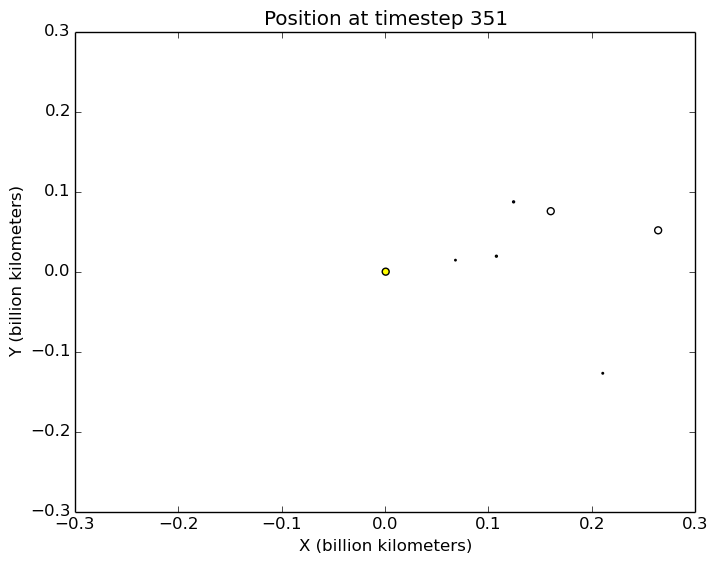 Position at timestep 351
0.3
0.2
0.1
0.0
−0.1
−0.2
−0.3
Y (billion kilometers)
−0.3 −0.2 −0.1 0.0 0.1 0.2 0.3
X (billion kilometers)